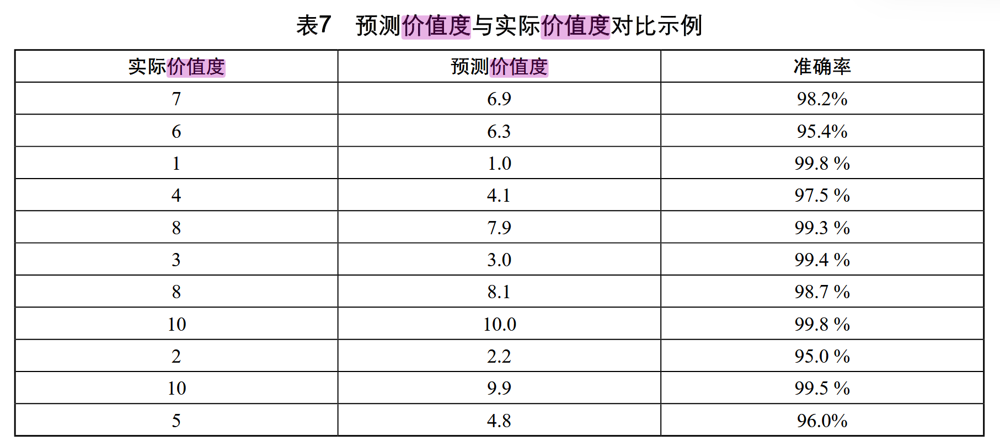 表7 预测价值度与实际价值度对比示例
实际价值度 预测价值度 准确率
7 6.9 98.2%
6 6.3 95.4%
1 1.0 99.8 %
4 4.1 97.5 %
8 7.9 99.3 %
3 3.0 99.4 %
8 8.1 98.7 %
10 10.0 99.8 %
2 2.2 95.0 %
10 9.9 99.5 %
5 4.8 96.0%